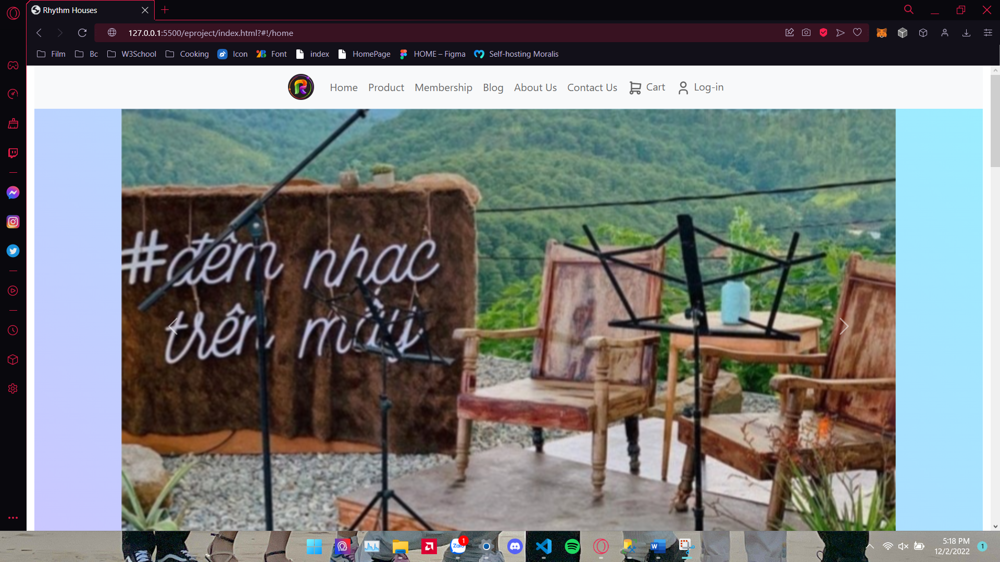 Rhythm Houses
127.0.0.1:5500/eproject/index.html?#!/home
Film Bc W3School Cooking Icon Font index HomePage HOME – Figma Self-hosting Moralis
R Home Product Membership Blog About Us Contact Us Cart Log-in
#đêm nhạc
trên mây
Zalo 1
W
5:18 PM
12/2/2022
1